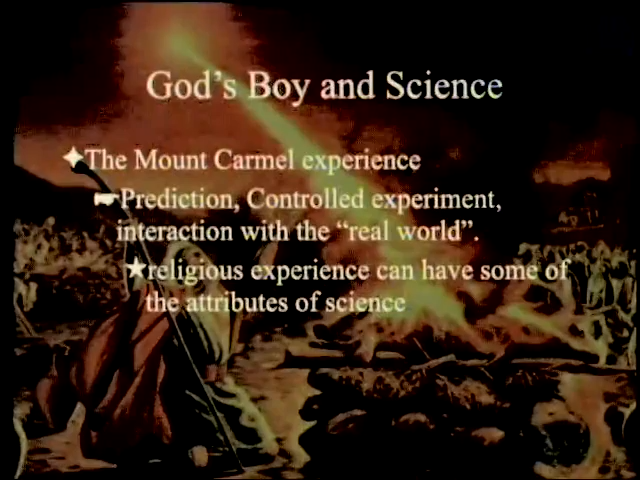 God's Boy and Science
The Mount Carmel experience
Prediction, Controlled experiment,
interaction with the "real world".
religious experience can have some of
the attributes of science